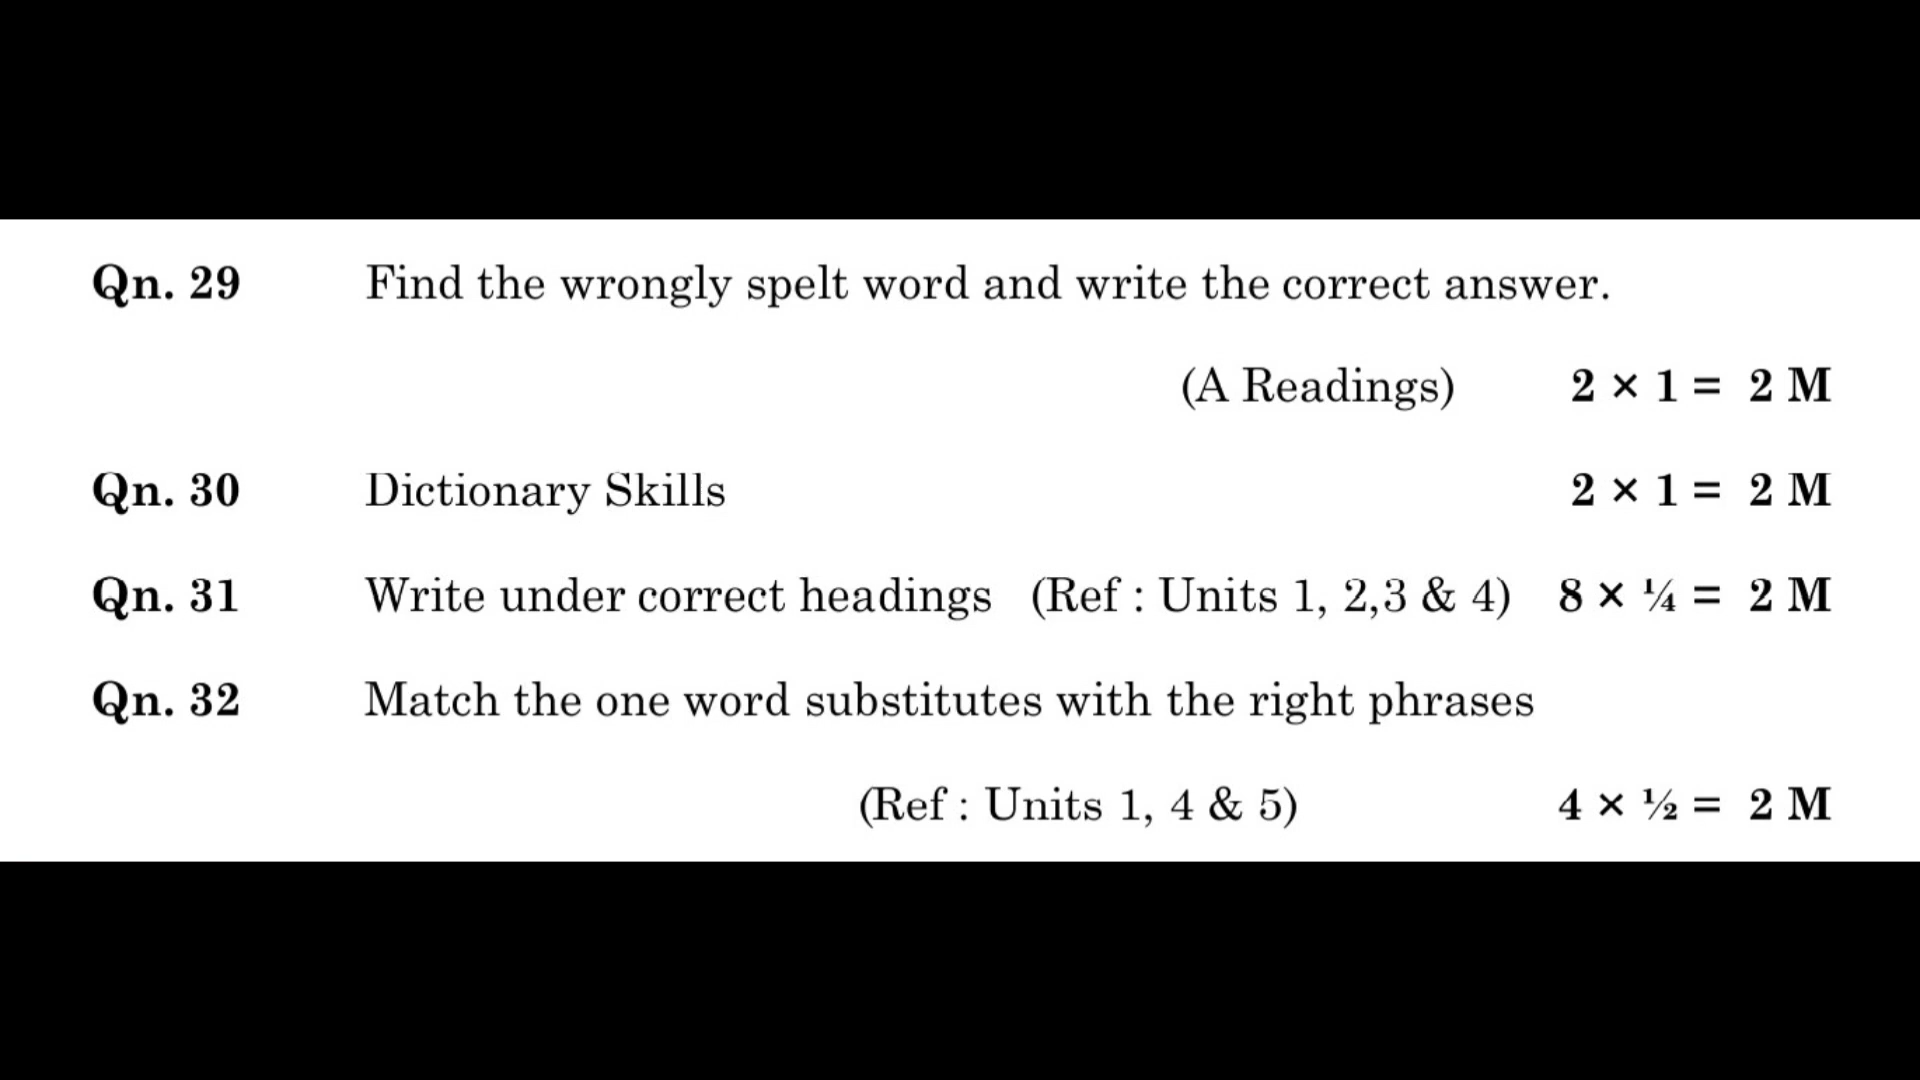 Qn. 29 Find the wrongly spelt word and write the correct answer.
(A Readings) 2 × 1 = 2 M
Qn. 30 Dictionary Skills 2 × 1 = 2 M
Qn. 31 Write under correct headings (Ref : Units 1, 2,3 & 4) 8 × ¼ = 2 M
Qn. 32 Match the one word substitutes with the right phrases
(Ref : Units 1, 4 & 5) 4 × ½ = 2 M